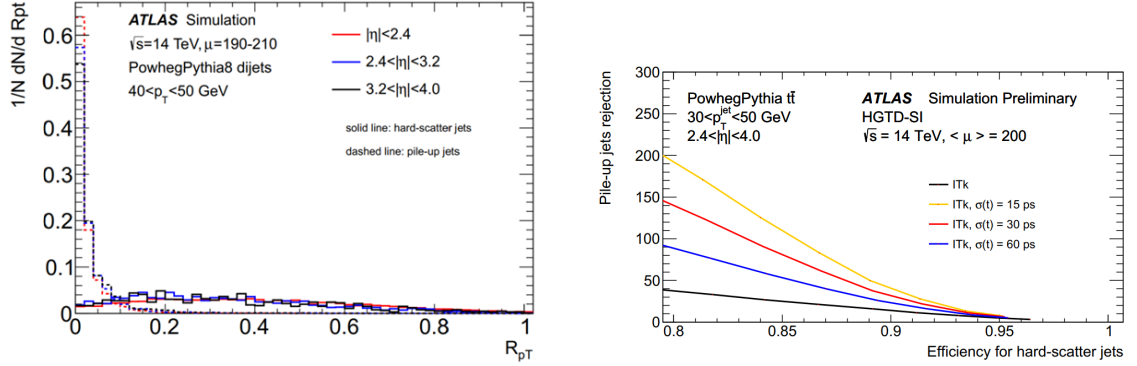 1/N dN/d Rpt
ATLAS Simulation
√s=14 TeV, μ=190-210
PowhegPythia8 dijets
40<pT<50 GeV
|η|<2.4
2.4<|η|<3.2
3.2<|η|<4.0
solid line: hard-scatter jets
dashed line: pile-up jets
0.6
0.5
0.4
0.3
0.2
0.1
0
0 0.2 0.4 0.6 0.8 1
RpT
Pile-up jets rejection
300
250
200
150
100
50
0
PowhegPythia tt̄
30<pTjet<50 GeV
2.4<|η|<4.0
ATLAS Simulation Preliminary
HGTD-SI
√s = 14 TeV, < μ > = 200
ITk
ITk, σ(t) = 15 ps
ITk, σ(t) = 30 ps
ITk, σ(t) = 60 ps
0.8 0.85 0.9 0.95 1
Efficiency for hard-scatter jets